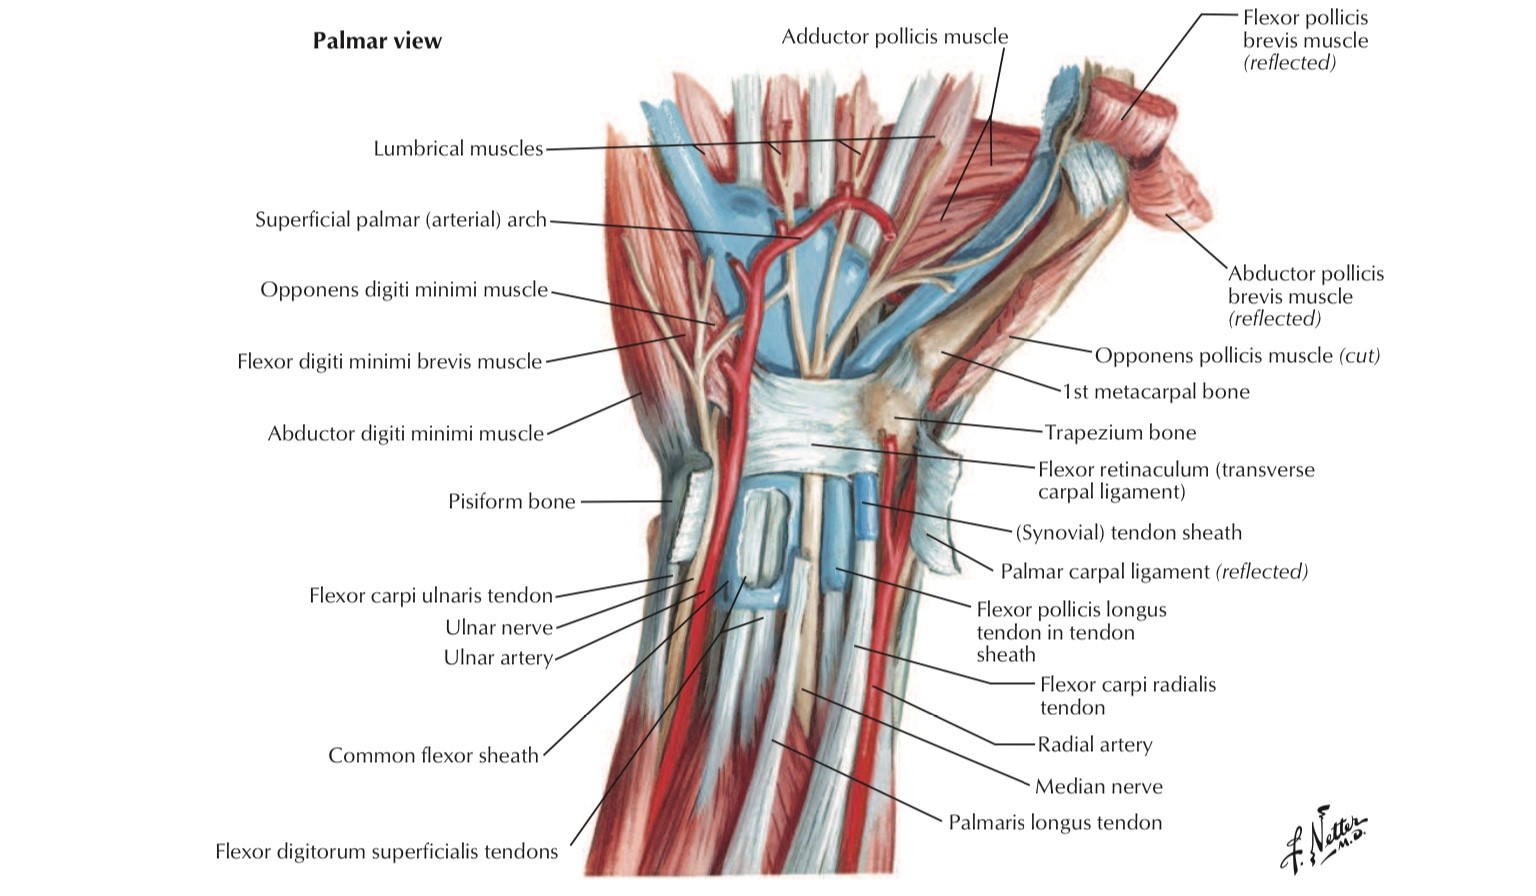 Palmar view
Adductor pollicis muscle
Flexor pollicis
brevis muscle
(reflected)
Lumbrical muscles
Superficial palmar (arterial) arch
Opponens digiti minimi muscle
Flexor digiti minimi brevis muscle
Abductor digiti minimi muscle
Pisiform bone
Flexor carpi ulnaris tendon
Ulnar nerve
Ulnar artery
Common flexor sheath
Flexor digitorum superficialis tendons
Abductor pollicis
brevis muscle
(reflected)
Opponens pollicis muscle (cut)
1st metacarpal bone
Trapezium bone
Flexor retinaculum (transverse
carpal ligament)
(Synovial) tendon sheath
Palmar carpal ligament (reflected)
Flexor pollicis longus
tendon in tendon
sheath
Flexor carpi radialis
tendon
Radial artery
Median nerve
Palmaris longus tendon
F. Netter
M.D.